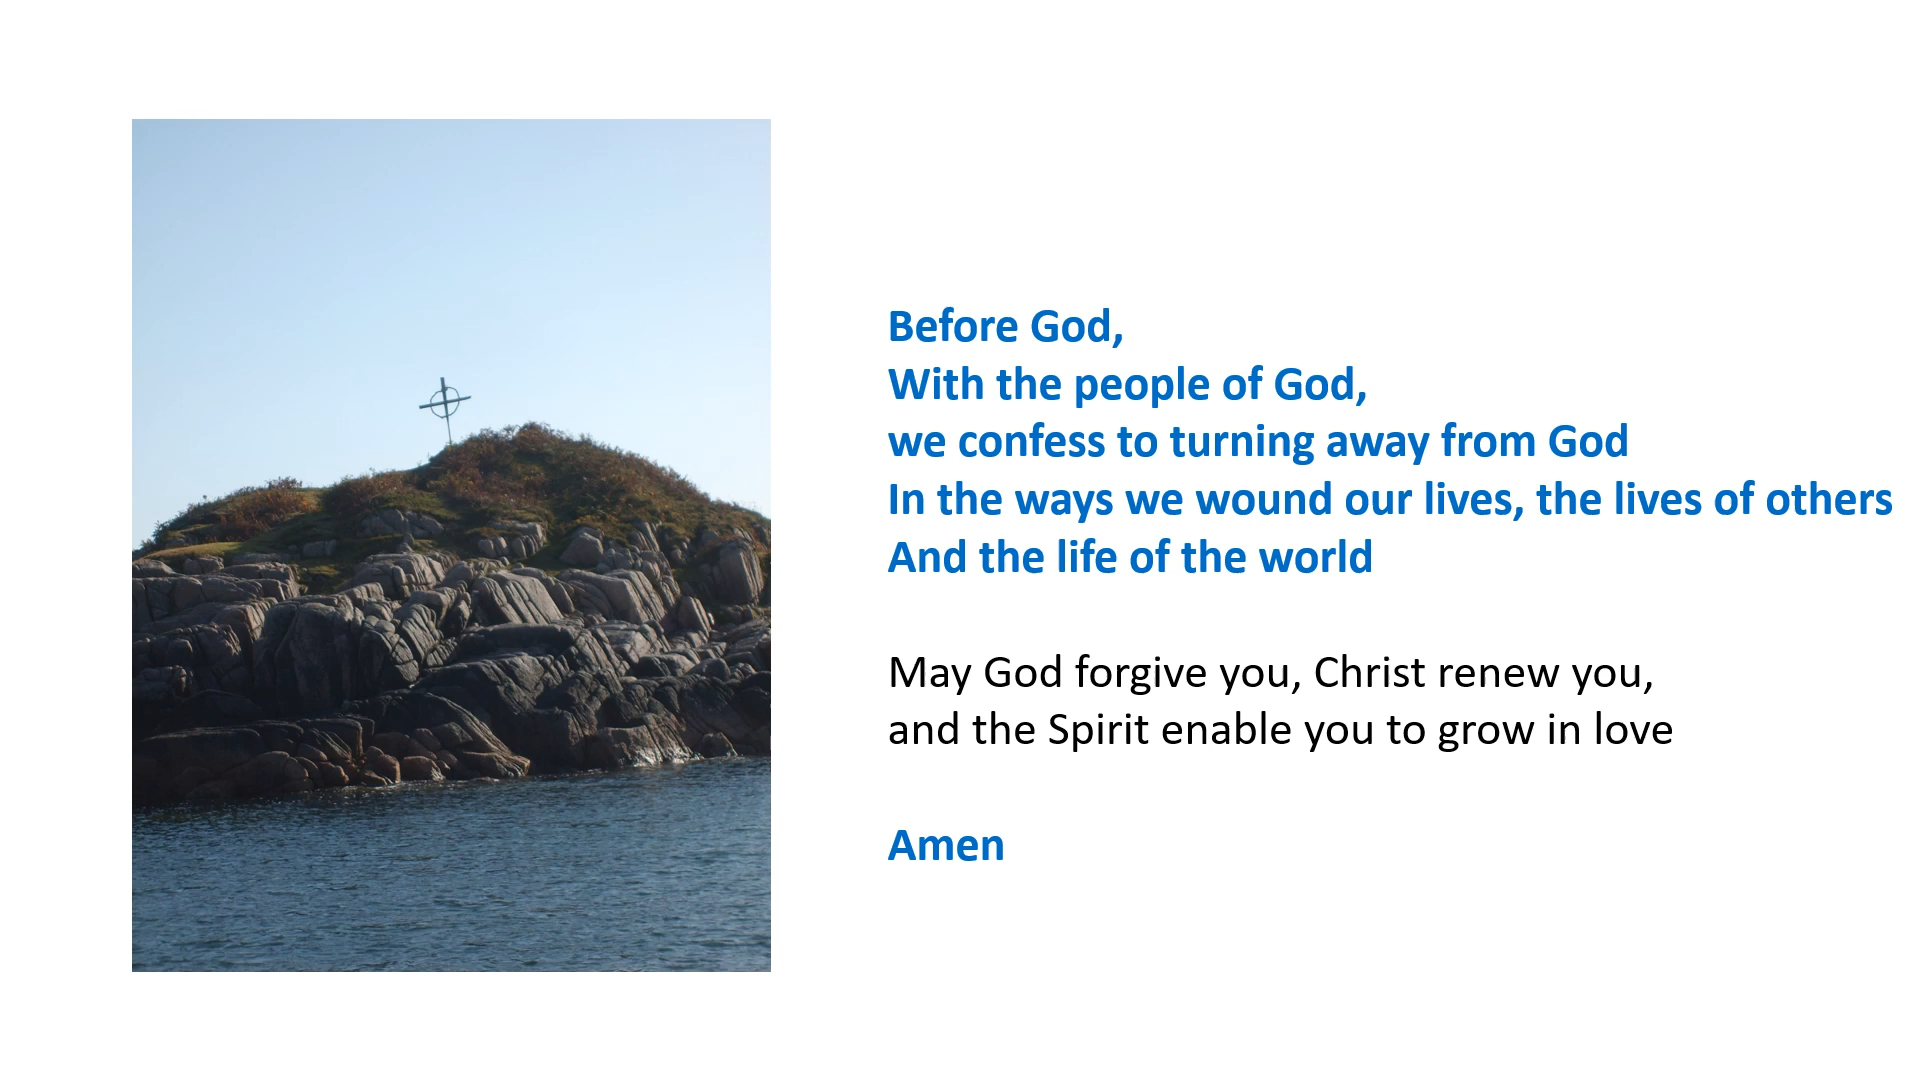 Before God,
With the people of God,
we confess to turning away from God
In the ways we wound our lives, the lives of others
And the life of the world
May God forgive you, Christ renew you,
and the Spirit enable you to grow in love
Amen